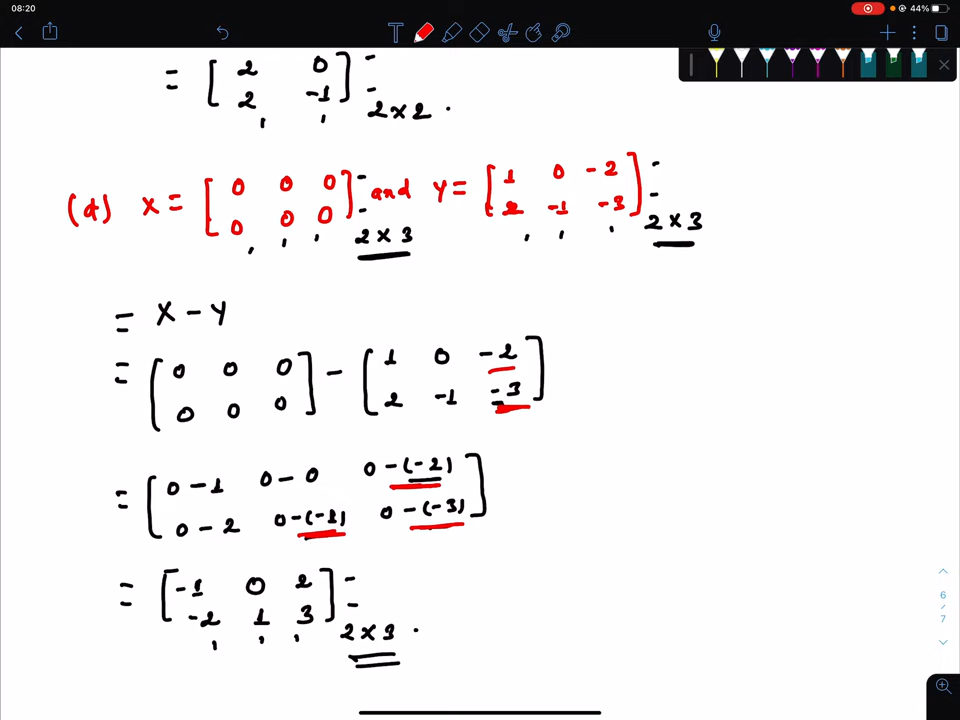 08:20 44%
= [ 2 0
2 -1 ] 2×2.
(d) X = [ 0 0 0
0 0 0 ] 2×3 and Y = [ 1 0 -2
2 -1 -3 ] 2×3
= X - Y
= [ 0 0 0
0 0 0 ] - [ 1 0 -2
2 -1 -3 ]
= [ 0-1 0-0 0-(-2)
0-2 0-(-1) 0-(-3) ]
= [ -1 0 2
-2 1 3 ] 2×3.
6
/
7